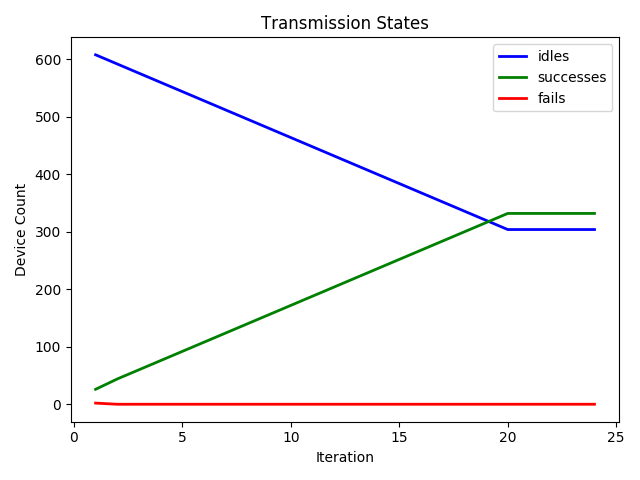 Transmission States
idles
successes
fails
Device Count
600
500
400
300
200
100
0
0 5 10 15 20 25
Iteration